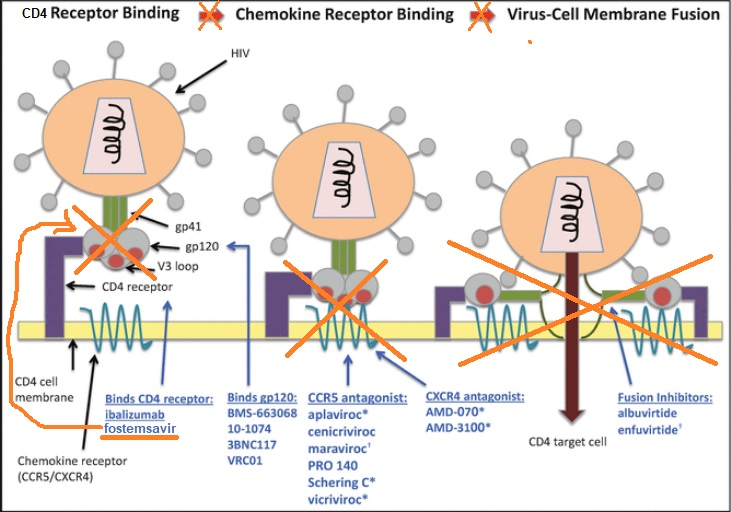 CD4 Receptor Binding
Chemokine Receptor Binding
Virus-Cell Membrane Fusion
HIV
gp41
gp120
V3 loop
CD4 receptor
CD4 cell
membrane
Chemokine receptor
(CCR5/CXCR4)
Binds CD4 receptor:
ibalizumab
fostemsavir
Binds gp120:
BMS-663068
10-1074
3BNC117
VRC01
CCR5 antagonist:
aplaviroc*
cenicriviroc
maraviroc†
PRO 140
Schering C*
vicriviroc*
CXCR4 antagonist:
AMD-070*
AMD-3100*
CD4 target cell
Fusion Inhibitors:
albuvirtide
enfuvirtide†